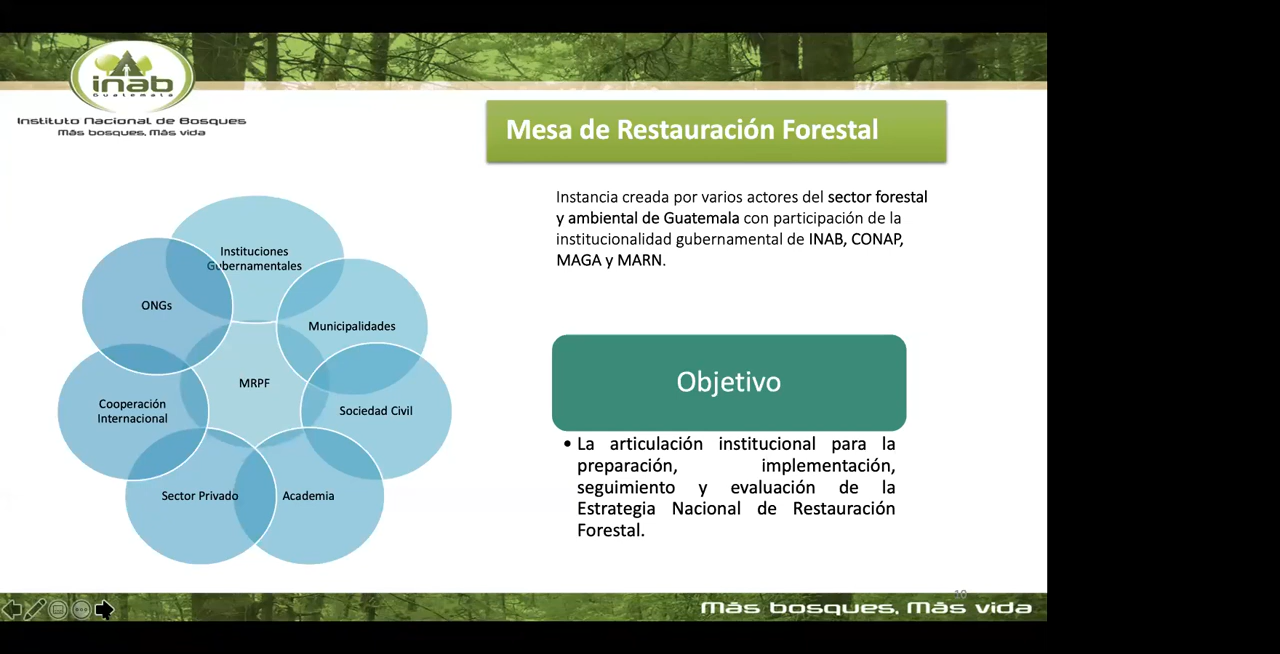 inab
Guatemala
Instituto Nacional de Bosques
Más bosques, Más vida
Mesa de Restauración Forestal
Instancia creada por varios actores del sector forestal
y ambiental de Guatemala con participación de la
institucionalidad gubernamental de INAB, CONAP,
MAGA y MARN.
Instituciones
Gubernamentales
ONGs
Municipalidades
MRPF
Cooperación
Internacional
Sociedad Civil
Sector Privado
Academia
Objetivo
• La articulación institucional para la
preparación, implementación,
seguimiento y evaluación de la
Estrategia Nacional de Restauración
Forestal.
10
Más bosques, Más vida